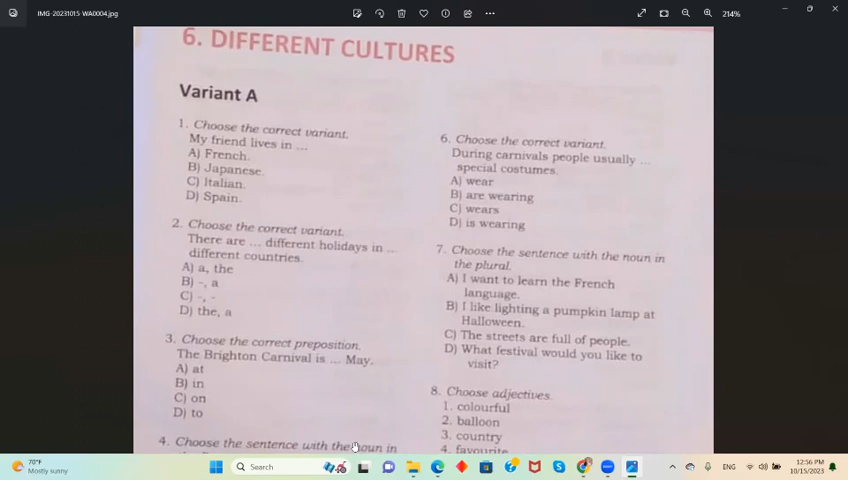 IMG-20231015-WA0004.jpg
214%
6. DIFFERENT CULTURES
Variant A
1. Choose the correct variant.
My friend lives in ...
A) French.
B) Japanese.
C) Italian.
D) Spain.
2. Choose the correct variant.
There are ... different holidays in ...
different countries.
A) a, the
B) -, a
C) -, -
D) the, a
3. Choose the correct preposition.
The Brighton Carnival is ... May.
A) at
B) in
C) on
D) to
4. Choose the sentence with the noun in
6. Choose the correct variant.
During carnivals people usually ...
special costumes.
A) wear
B) are wearing
C) wears
D) is wearing
7. Choose the sentence with the noun in
the plural.
A) I want to learn the French
language.
B) I like lighting a pumpkin lamp at
Halloween.
C) The streets are full of people.
D) What festival would you like to
visit?
8. Choose adjectives.
1. colourful
2. balloon
3. country
4. favourite
70°F
Mostly sunny
Search
ENG
12:56 PM
10/15/2023